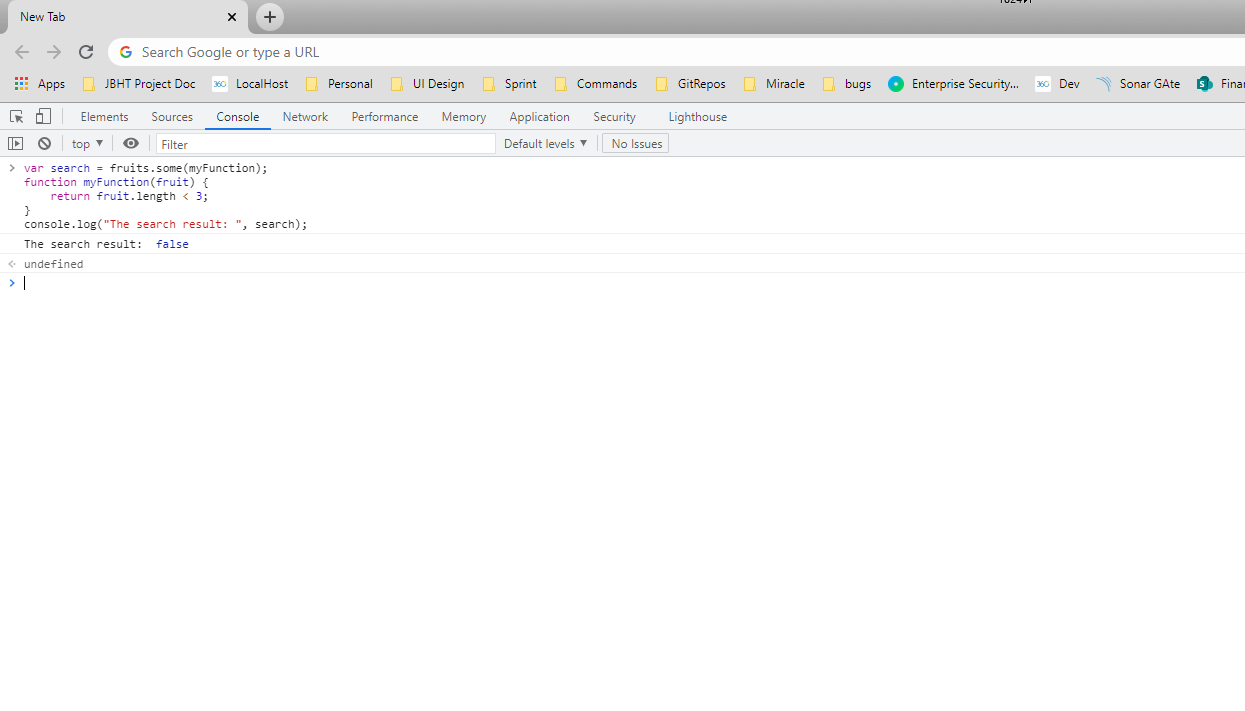 New Tab
Search Google or type a URL
Apps JBHT Project Doc 360 LocalHost Personal UI Design Sprint Commands GitRepos Miracle bugs Enterprise Security... 360 Dev Sonar GAte S
Elements Sources Console Network Performance Memory Application Security Lighthouse
top Filter Default levels No Issues
var search = fruits.some(myFunction);
function myFunction(fruit) {
    return fruit.length < 3;
}
console.log("The search result: ", search);
The search result:  false
undefined